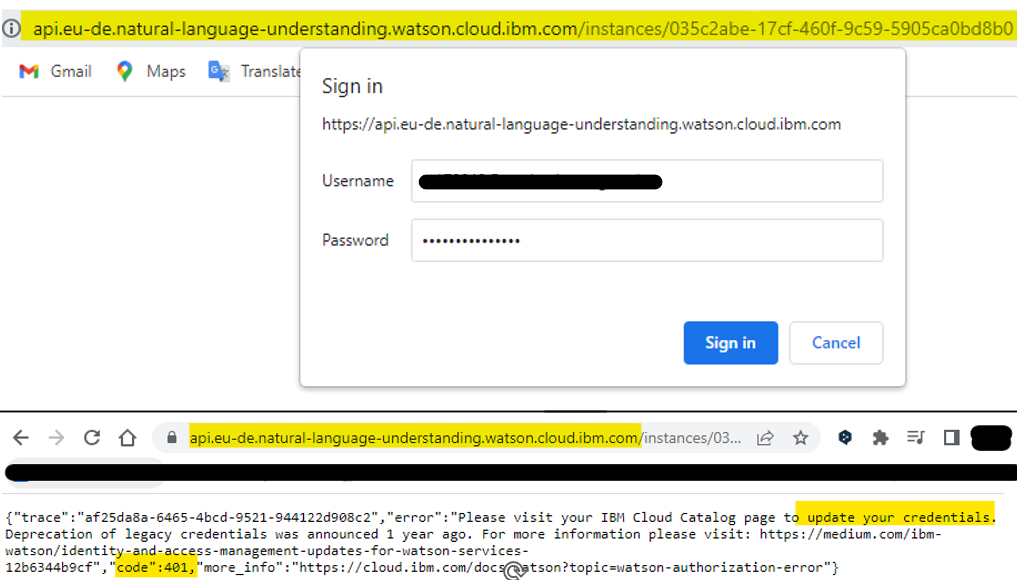 api.eu-de.natural-language-understanding.watson.cloud.ibm.com/instances/035c2abe-17cf-460f-9c59-5905ca0bd8b0
Gmail Maps Translate
Sign in
https://api.eu-de.natural-language-understanding.watson.cloud.ibm.com
Username
Password •••••••••••••••
Sign in Cancel
api.eu-de.natural-language-understanding.watson.cloud.ibm.com/instances/03...
{"trace":"af25da8a-6465-4bcd-9521-944122d908c2","error":"Please visit your IBM Cloud Catalog page to update your credentials.
Deprecation of legacy credentials was announced 1 year ago. For more information please visit: https://medium.com/ibm-
watson/identity-and-access-management-updates-for-watson-services-
12b6344b9cf","code":401,"more_info":"https://cloud.ibm.com/docs watson?topic=watson-authorization-error"}